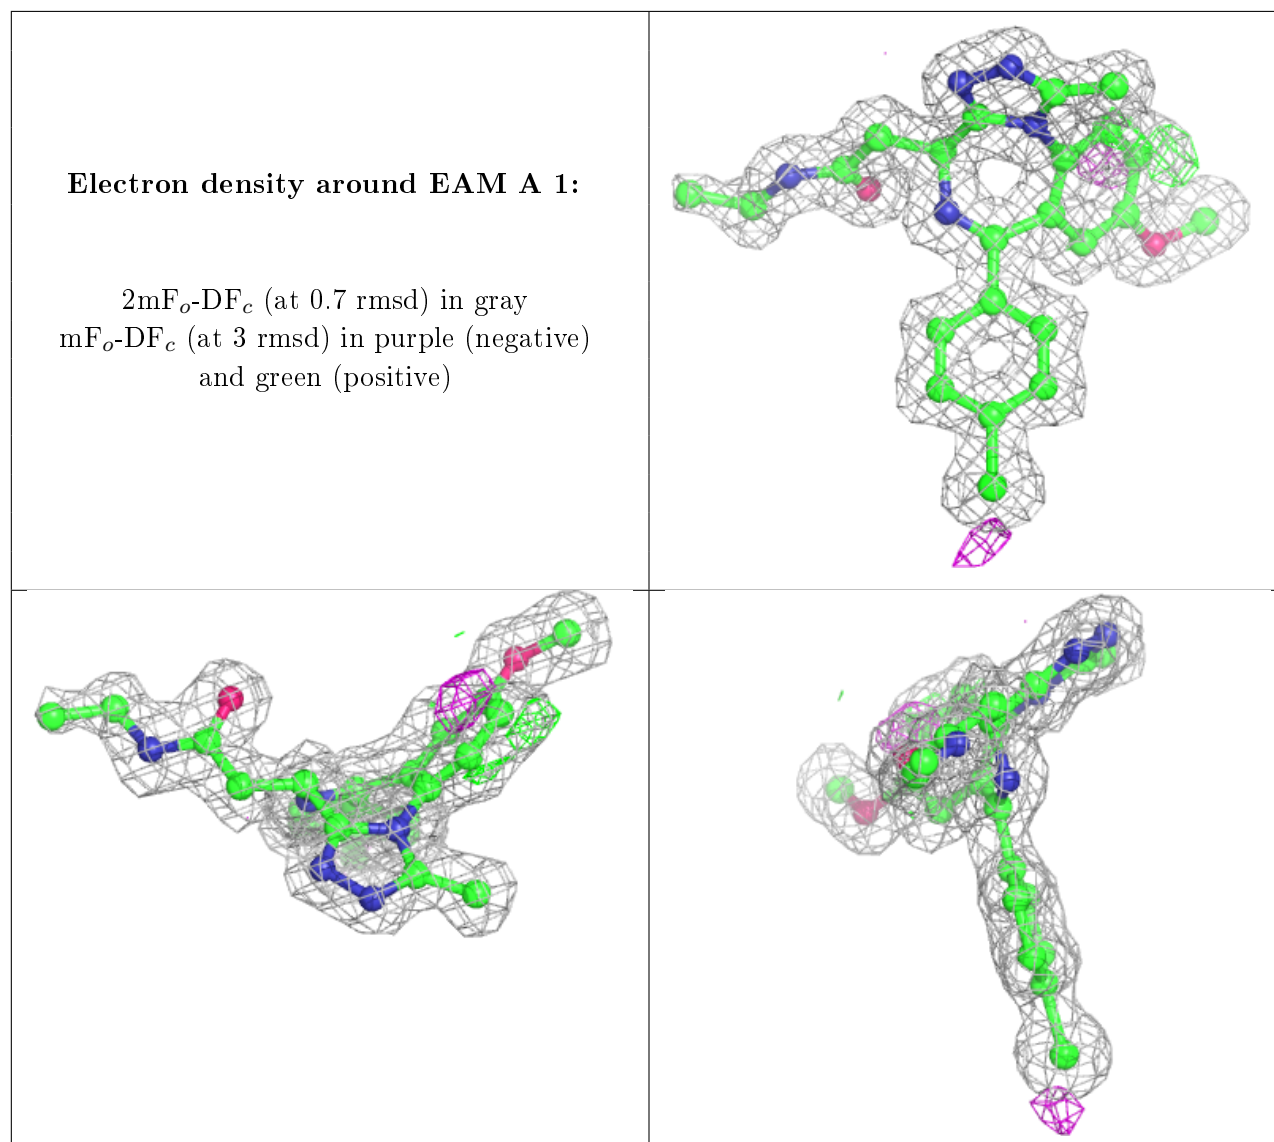 Electron density around EAM A 1:
2mFo-DFc (at 0.7 rmsd) in gray
mFo-DFc (at 3 rmsd) in purple (negative)
and green (positive)